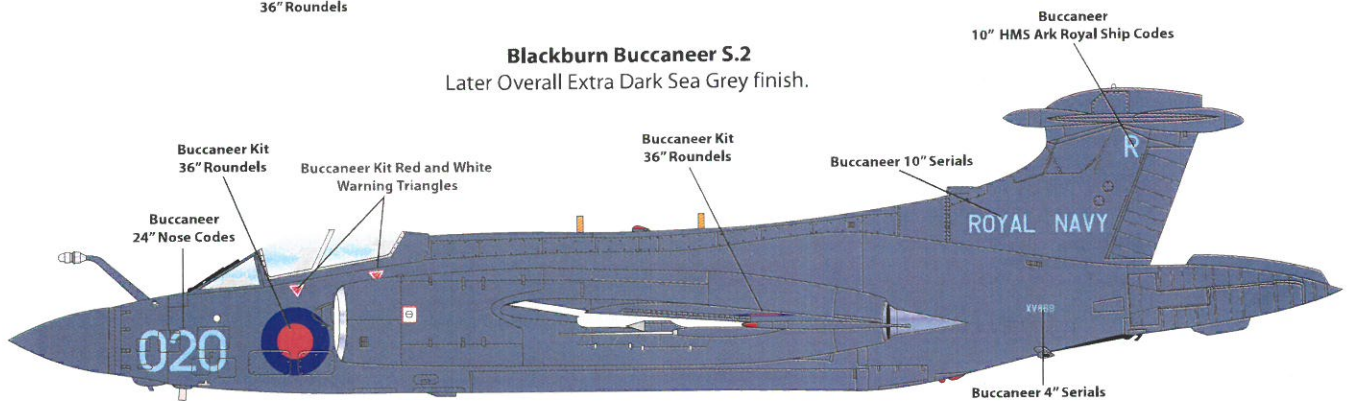 36” Roundels
Buccaneer
10” HMS Ark Royal Ship Codes
Blackburn Buccaneer S.2
Later Overall Extra Dark Sea Grey finish.
Buccaneer Kit
36” Roundels
Buccaneer Kit Red and White
Warning Triangles
Buccaneer Kit
36” Roundels
Buccaneer 10” Serials
R
Buccaneer
24” Nose Codes
ROYAL NAVY
020
Buccaneer 4” Serials